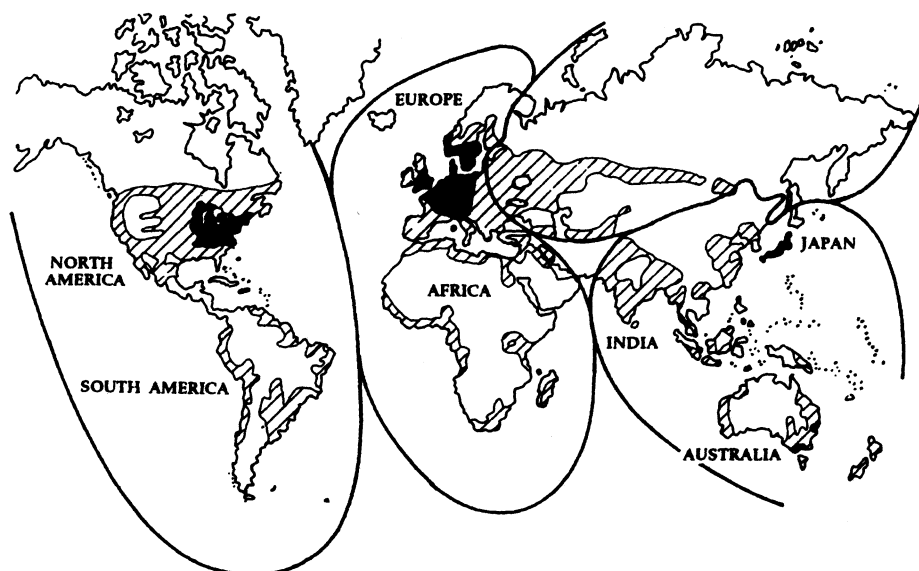 EUROPE
NORTH
AMERICA
SOUTH AMERICA
AFRICA
JAPAN
INDIA
AUSTRALIA